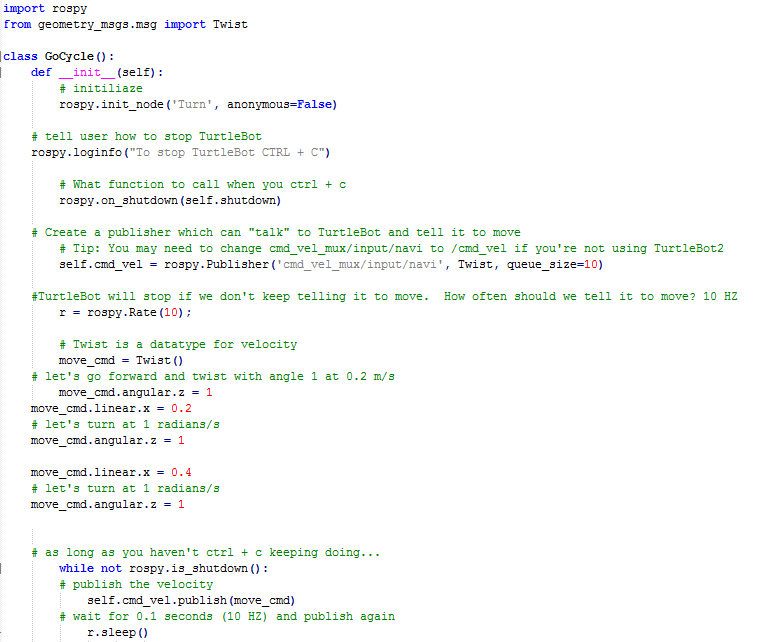 import rospy
from geometry_msgs.msg import Twist

class GoCycle():
    def __init__(self):
        # initiliaze
        rospy.init_node('Turn', anonymous=False)

    # tell user how to stop TurtleBot
    rospy.loginfo("To stop TurtleBot CTRL + C")

        # What function to call when you ctrl + c
        rospy.on_shutdown(self.shutdown)

    # Create a publisher which can "talk" to TurtleBot and tell it to move
        # Tip: You may need to change cmd_vel_mux/input/navi to /cmd_vel if you're not using TurtleBot2
        self.cmd_vel = rospy.Publisher('cmd_vel_mux/input/navi', Twist, queue_size=10)

    #TurtleBot will stop if we don't keep telling it to move.  How often should we tell it to move? 10 HZ
        r = rospy.Rate(10);

        # Twist is a datatype for velocity
        move_cmd = Twist()
    # let's go forward and twist with angle 1 at 0.2 m/s
        move_cmd.angular.z = 1
    move_cmd.linear.x = 0.2
    # let's turn at 1 radians/s
    move_cmd.angular.z = 1

    move_cmd.linear.x = 0.4
    # let's turn at 1 radians/s
    move_cmd.angular.z = 1


    # as long as you haven't ctrl + c keeping doing...
        while not rospy.is_shutdown():
        # publish the velocity
            self.cmd_vel.publish(move_cmd)
        # wait for 0.1 seconds (10 HZ) and publish again
            r.sleep()